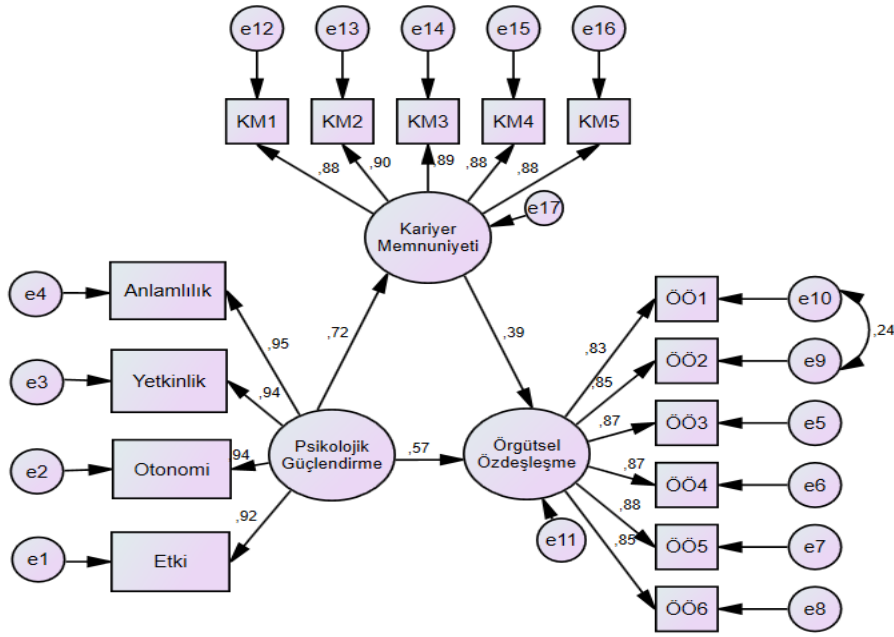 e12 e13 e14 e15 e16
KM1 KM2 KM3 KM4 KM5
,88 ,90 ,89 ,88 ,88
e17
Kariyer
Memnuniyeti
e4 Anlamlılık
e3 Yetkinlik
e2 Otonomi
e1 Etki
,95
,94
,94
,92
Psikolojik
Güçlendirme
,72
,39
,57
Örgütsel
Özdeşleşme
e11
,83
,85
,87
,87
,88
,85
ÖÖ1 e10
ÖÖ2 e9
ÖÖ3 e5
ÖÖ4 e6
ÖÖ5 e7
ÖÖ6 e8
,24